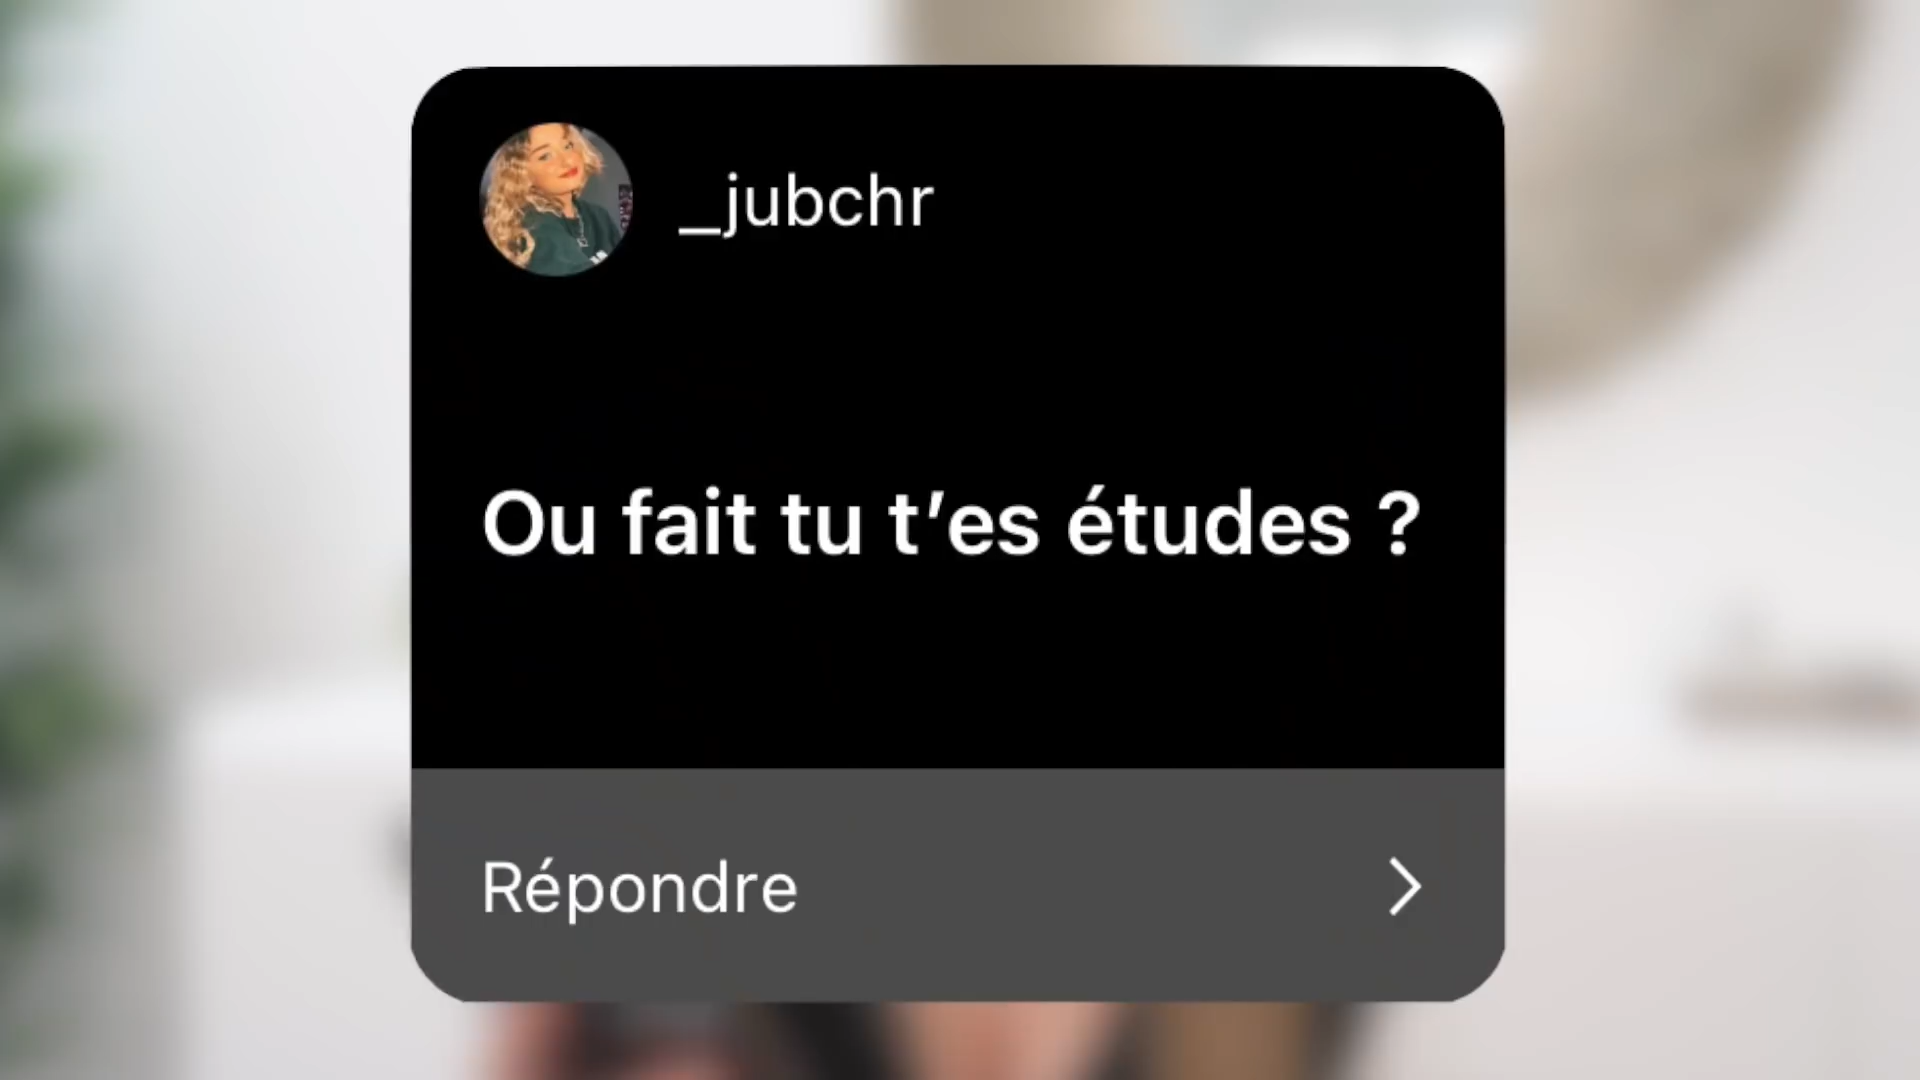 _jubchr
Ou fait tu t’es études ?
Répondre